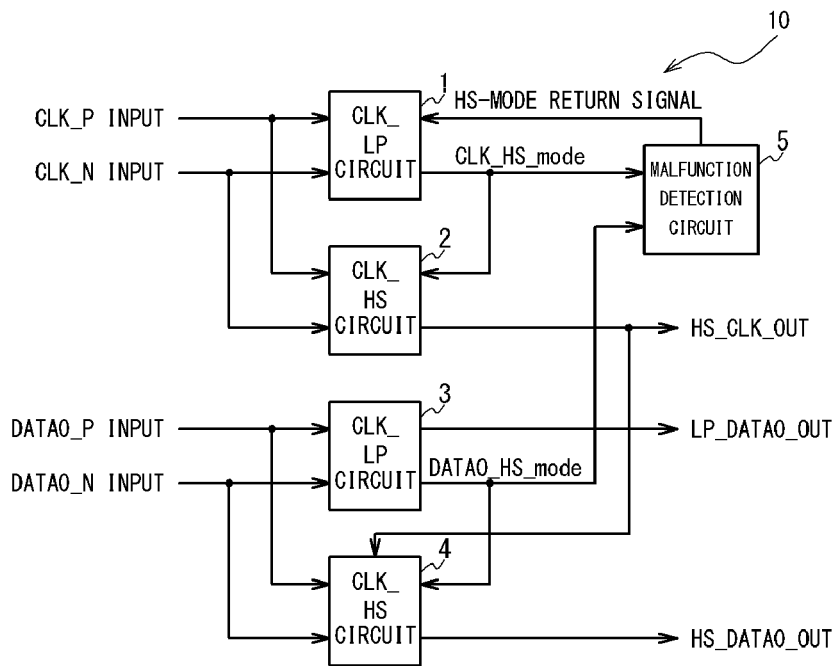 10
1
HS-MODE RETURN SIGNAL
CLK_P INPUT
CLK_
LP
CIRCUIT
CLK_N INPUT
CLK_HS_mode
5
MALFUNCTION
DETECTION
CIRCUIT
2
CLK_
HS
CIRCUIT
HS_CLK_OUT
3
DATA0_P INPUT
CLK_
LP
CIRCUIT
LP_DATA0_OUT
DATA0_N INPUT
DATA0_HS_mode
4
CLK_
HS
CIRCUIT
HS_DATA0_OUT